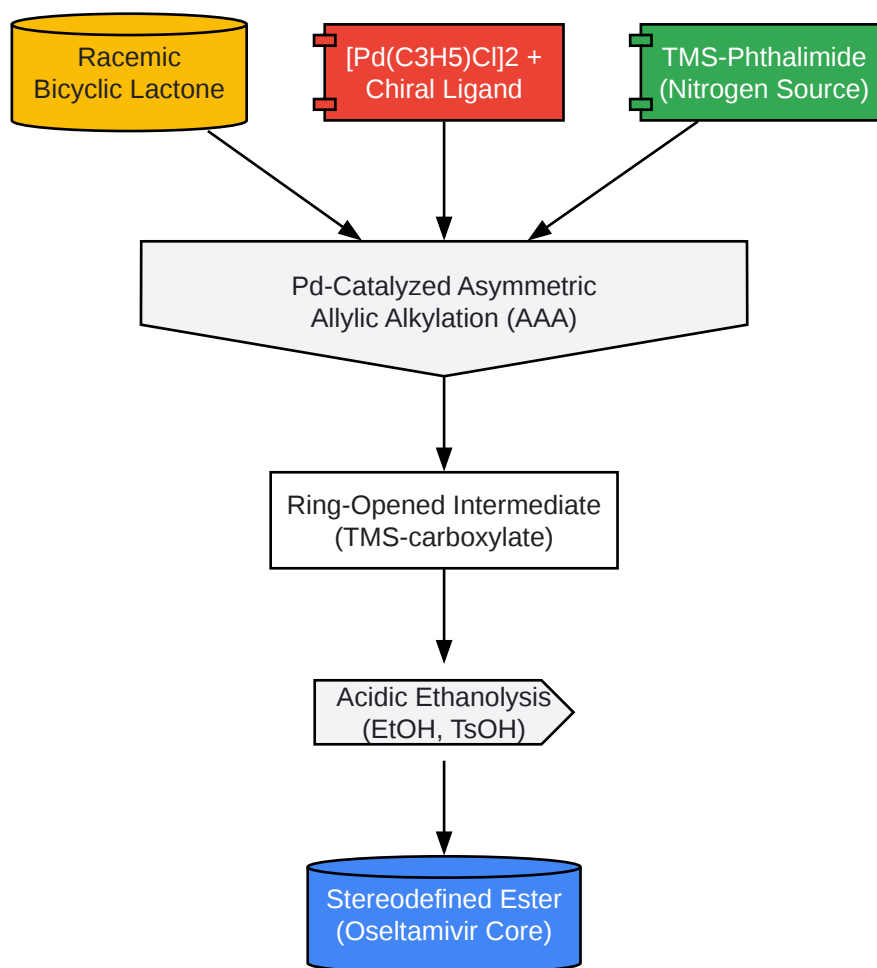 Racemic
Bicyclic Lactone
[Pd(C3H5)Cl]2 +
Chiral Ligand
TMS-Phthalimide
(Nitrogen Source)
Pd-Catalyzed Asymmetric
Allylic Alkylation (AAA)
Ring-Opened Intermediate
(TMS-carboxylate)
Acidic Ethanolysis
(EtOH, TsOH)
Stereodefined Ester
(Oseltamivir Core)